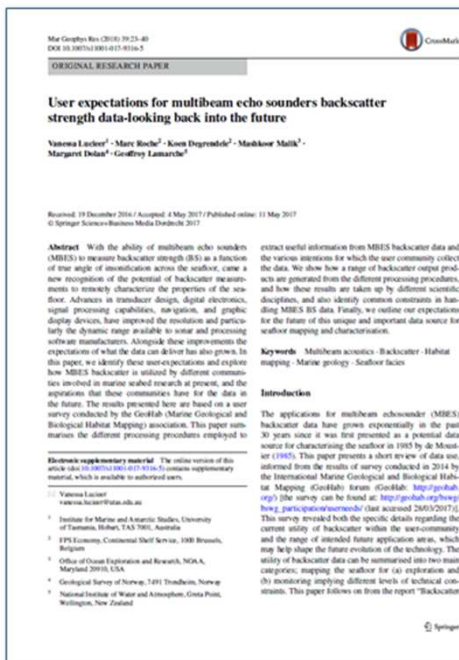 Mar Geophys Res (2018) 39:23–40
DOI 10.1007/s11001-017-9316-5
CrossMark
ORIGINAL RESEARCH PAPER
User expectations for multibeam echo sounders backscatter
strength data-looking back into the future
Vanessa Lucieer¹ · Marc Roche² · Koen Degrendele² · Mashkoor Malik³ ·
Margaret Dolan⁴ · Geoffroy Lamarche⁵
Received: 19 December 2016 / Accepted: 4 May 2017 / Published online: 11 May 2017
© Springer Science+Business Media Dordrecht 2017
Abstract With the ability of multibeam echo sounders
(MBES) to measure backscatter strength (BS) as a function
of true angle of insonification across the seafloor, came a
new recognition of the potential of backscatter measure-
ments to remotely characterize the properties of the sea-
floor. Advances in transducer design, digital electronics,
signal processing capabilities, navigation, and graphic
display devices, have improved the resolution and particu-
larly the dynamic range available to sonar and processing
software manufacturers. Alongside these improvements the
expectations of what the data can deliver has also grown. In
this paper, we identify these user-expectations and explore
how MBES backscatter is utilized by different communi-
ties involved in marine seabed research at present, and the
aspirations that these communities have for the data in
the future. The results presented here are based on a user
survey conducted by the GeoHab (Marine Geological and
Biological Habitat Mapping) association. This paper sum-
marises the different processing procedures employed to
Electronic supplementary material The online version of this
article (doi:10.1007/s11001-017-9316-5) contains supplementary
material, which is available to authorized users.
Vanessa Lucieer
vanessa.lucieer@utas.edu.au
1 Institute for Marine and Antarctic Studies, University
of Tasmania, Hobart, TAS 7001, Australia
2 FPS Economy, Continental Shelf Service, 1000 Brussels,
Belgium
3 Office of Ocean Exploration and Research, NOAA,
Maryland 20910, USA
4 Geological Survey of Norway, 7491 Trondheim, Norway
5 National Institute of Water and Atmosphere, Greta Point,
Wellington, New Zealand
extract useful information from MBES backscatter data and
the various intentions for which the user community collect
the data. We show how a range of backscatter output prod-
ucts are generated from the different processing procedures,
and how these results are taken up by different scientific
disciplines, and also identify common constraints in han-
dling MBES BS data. Finally, we outline our expectations
for the future of this unique and important data source for
seafloor mapping and characterisation.
Keywords Multibeam acoustics · Backscatter · Habitat
mapping · Marine geology · Seafloor facies
Introduction
The applications for multibeam echosounder (MBES)
backscatter data have grown exponentially in the past
30 years since it was first presented as a potential data
source for characterising the seafloor in 1985 by de Moust-
ier (1985). This paper presents a short review of data use,
informed from the results of survey conducted in 2014 by
the International Marine Geological and Biological Habi-
tat Mapping (GeoHab) forum (GeoHab: http://geohab.
org/) [the survey can be found at: http://geohab.org/bswg/
bswg_participation/userneeds/ (last accessed 28/03/2017)].
This survey revealed both the specific details regarding the
current utility of backscatter within the user-community
and the range of intended future application areas, which
may help shape the future evolution of the technology. The
utility of backscatter data can be summarised into two main
categories; mapping the seafloor for (a) exploration and
(b) monitoring implying different levels of technical con-
straints. This paper follows on from the report "Backscatter
Springer